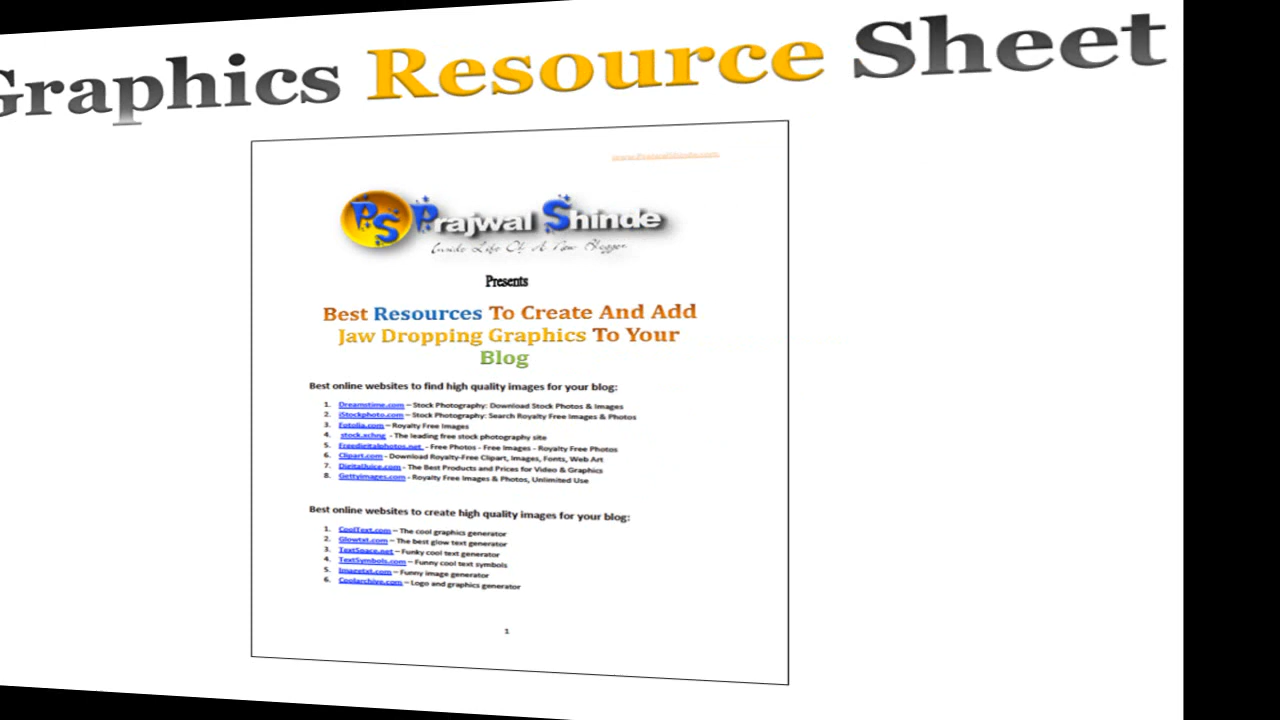 Graphics Resource Sheet
www.PrajwalShinde.com
PS Prajwal Shinde
Inside Life Of A New Blogger
Presents
Best Resources To Create And Add
Jaw Dropping Graphics To Your
Blog
Best online websites to find high quality images for your blog:
1. Dreamstime.com – Stock Photography: Download Stock Photos & Images
2. iStockphoto.com – Stock Photography: Search Royalty Free Images & Photos
3. Fotolia.com – Royalty Free Images
4. stock.xchng - The leading free stock photography site
5. Freedigitalphotos.net - Free Photos - Free Images - Royalty Free Photos
6. Clipart.com - Download Royalty-Free Clipart, Images, Fonts, Web Art
7. DigitalJuice.com - The Best Products and Prices for Video & Graphics
8. Gettyimages.com - Royalty Free Images & Photos, Unlimited Use
Best online websites to create high quality images for your blog:
1. CoolText.com – The cool graphics generator
2. Glowtxt.com – The best glow text generator
3. TextSpace.net – Funky cool text generator
4. TextSymbols.com – Funny cool text symbols
5. Imagetxt.com – Funny image generator
6. Coolarchive.com – Logo and graphics generator
1